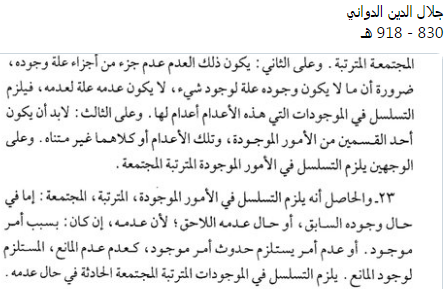 جلال الدين الدواني
830 - 918 هـ
المجتمعة المترتبة. وعلى الثاني: يكون ذلك العدم عدم جزء من أجزاء علة وجوده،
ضرورة أن ما لا يكون وجوده علة لوجود شيء، لا يكون عدمه علة لعدمه، فيلزم
التسلسل في الموجودات التي هذه الأعدام أعدام لها. وعلى الثالث: لابد أن يكون
أحد القسمين من الأمور الموجودة، وتلك الأعدام أو كلاهما غير متناه. وعلى
الوجهين يلزم التسلسل في الأمور الموجودة المترتبة المجتمعة.
٢٣- والحاصل أنه يلزم التسلسل في الأمور الموجودة، المترتبة، المجتمعة: إما في
حال وجوده السابق، أو حال عدمه اللاحق؛ لأن عدمه، إن كان: بسبب أمر
موجود. أو عدم أمر يستلزم حدوث أمر موجود، كعدم عدم المانع، المستلزم
لوجود المانع. يلزم التسلسل في الموجودات المترتبة المجتمعة الحادثة في حال عدمه.